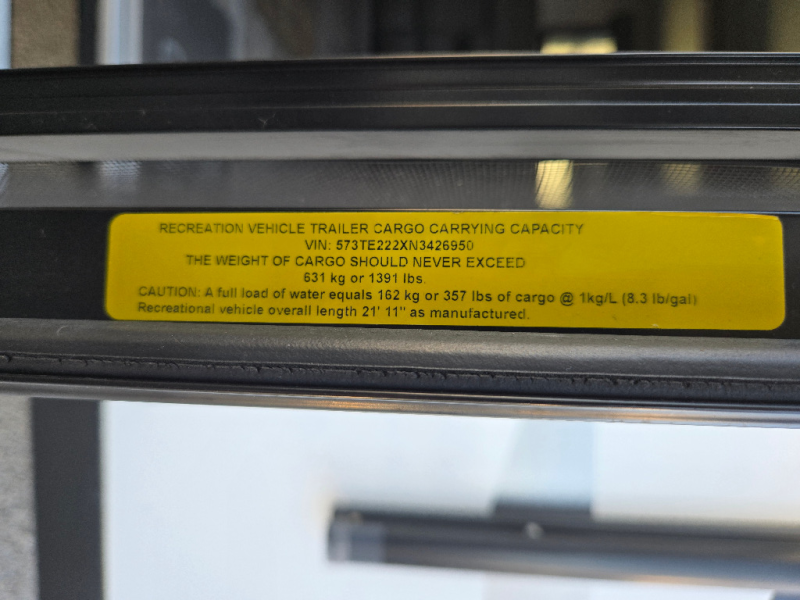 RECREATION VEHICLE TRAILER CARGO CARRYING CAPACITY
VIN: 573TE222XN3426950
THE WEIGHT OF CARGO SHOULD NEVER EXCEED
631 kg or 1391 lbs.
CAUTION: A full load of water equals 162 kg or 357 lbs of cargo @ 1kg/L (8.3 lb/gal)
Recreational vehicle overall length 21' 11" as manufactured.